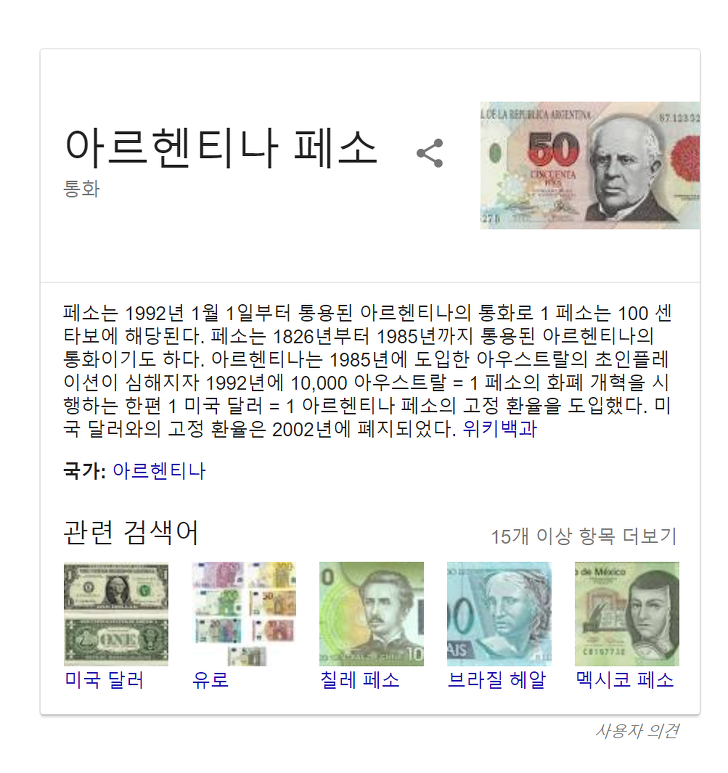 아르헨티나 페소
통화
L DE LA REPUBLICA ARGENTINA
50
CINCUENTA
페소는 1992년 1월 1일부터 통용된 아르헨티나의 통화로 1 페소는 100 센
타보에 해당된다. 페소는 1826년부터 1985년까지 통용된 아르헨티나의
통화이기도 하다. 아르헨티나는 1985년에 도입한 아우스트랄의 초인플레
이션이 심해지자 1992년에 10,000 아우스트랄 = 1 페소의 화폐 개혁을 시
행하는 한편 1 미국 달러 = 1 아르헨티나 페소의 고정 환율을 도입했다. 미
국 달러와의 고정 환율은 2002년에 폐지되었다. 위키백과
국가: 아르헨티나
관련 검색어
15개 이상 항목 더보기
ONE
50
10
o de México
미국 달러
유로
칠레 페소
브라질 헤알
멕시코 페소
사용자 의견